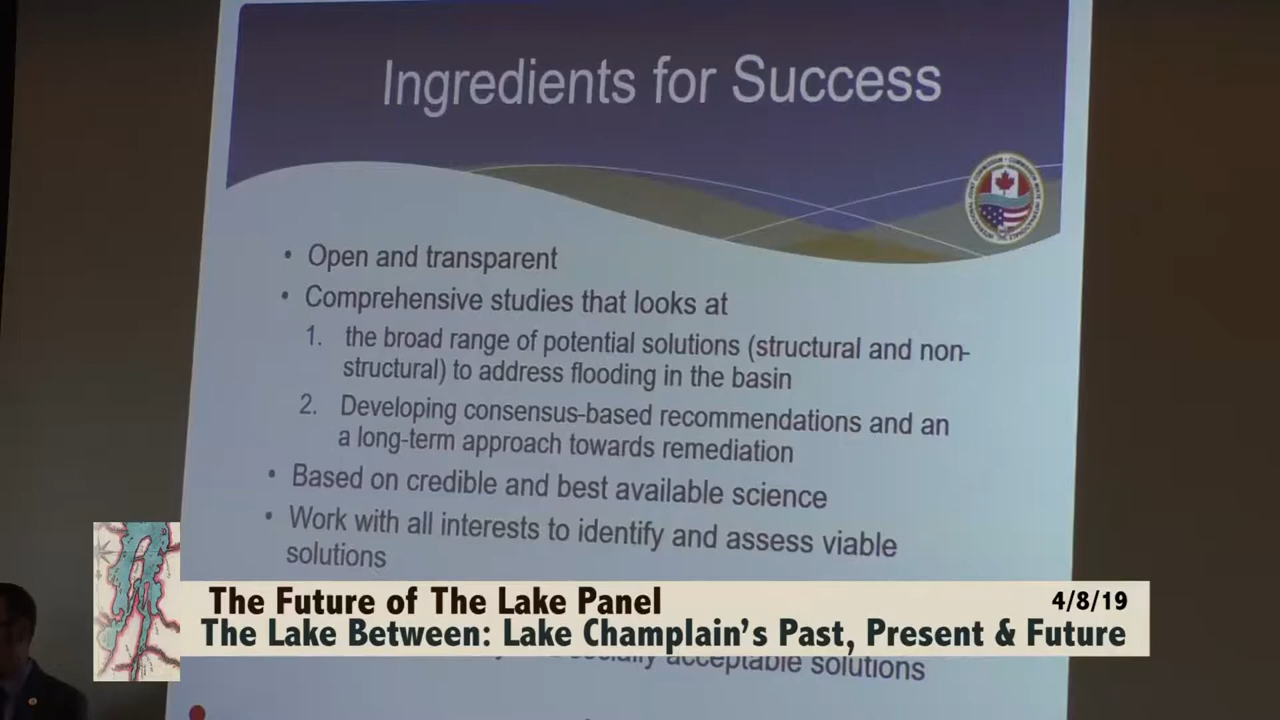 Ingredients for Success
• Open and transparent
• Comprehensive studies that looks at
1. the broad range of potential solutions (structural and non-
structural) to address flooding in the basin
2. Developing consensus-based recommendations and an
a long-term approach towards remediation
• Based on credible and best available science
• Work with all interests to identify and assess viable
solutions
The Future of The Lake Panel
4/8/19
The Lake Between: Lake Champlain's Past, Present & Future
acceptable solutions